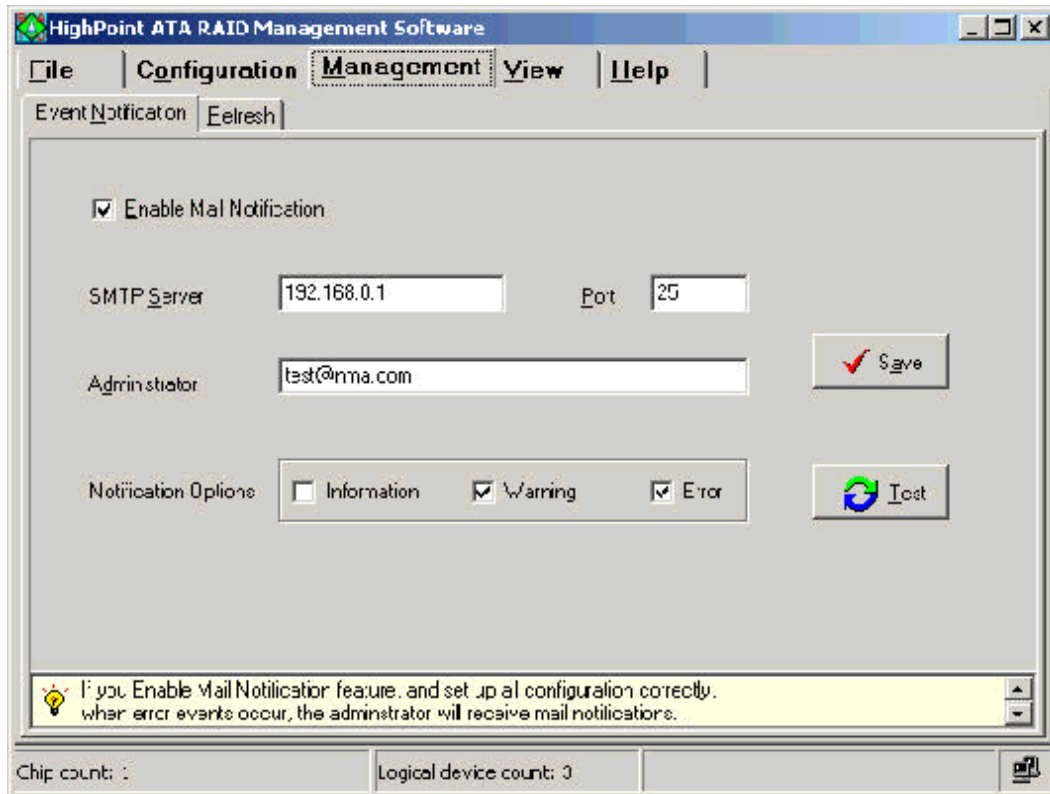 HighPoint ATA RAID Management Software
File Configuration Management View Help
Event Notification Refresh
Enable Mail Notification
SMTP Server 192.168.0.1 Port 25
Administrator test@nma.com
Save
Notification Options Information Warning Error
Test
If you Enable Mail Notification feature, and set up all configuration correctly,
when error events occur, the adminstrator will receive mail notifications.
Chip count: Logical device count: